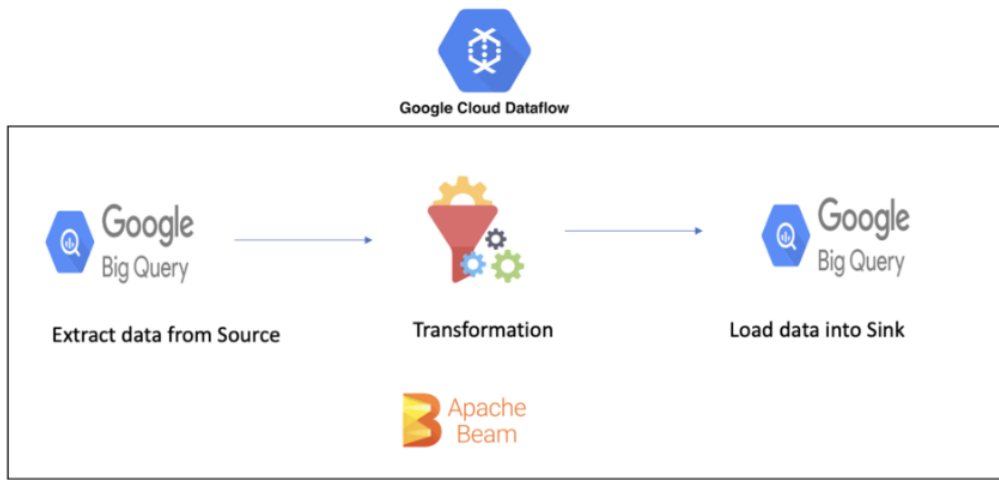 Google Cloud Dataflow
Google
Big Query
Extract data from Source
Transformation
Google
Big Query
Load data into Sink
Apache
Beam